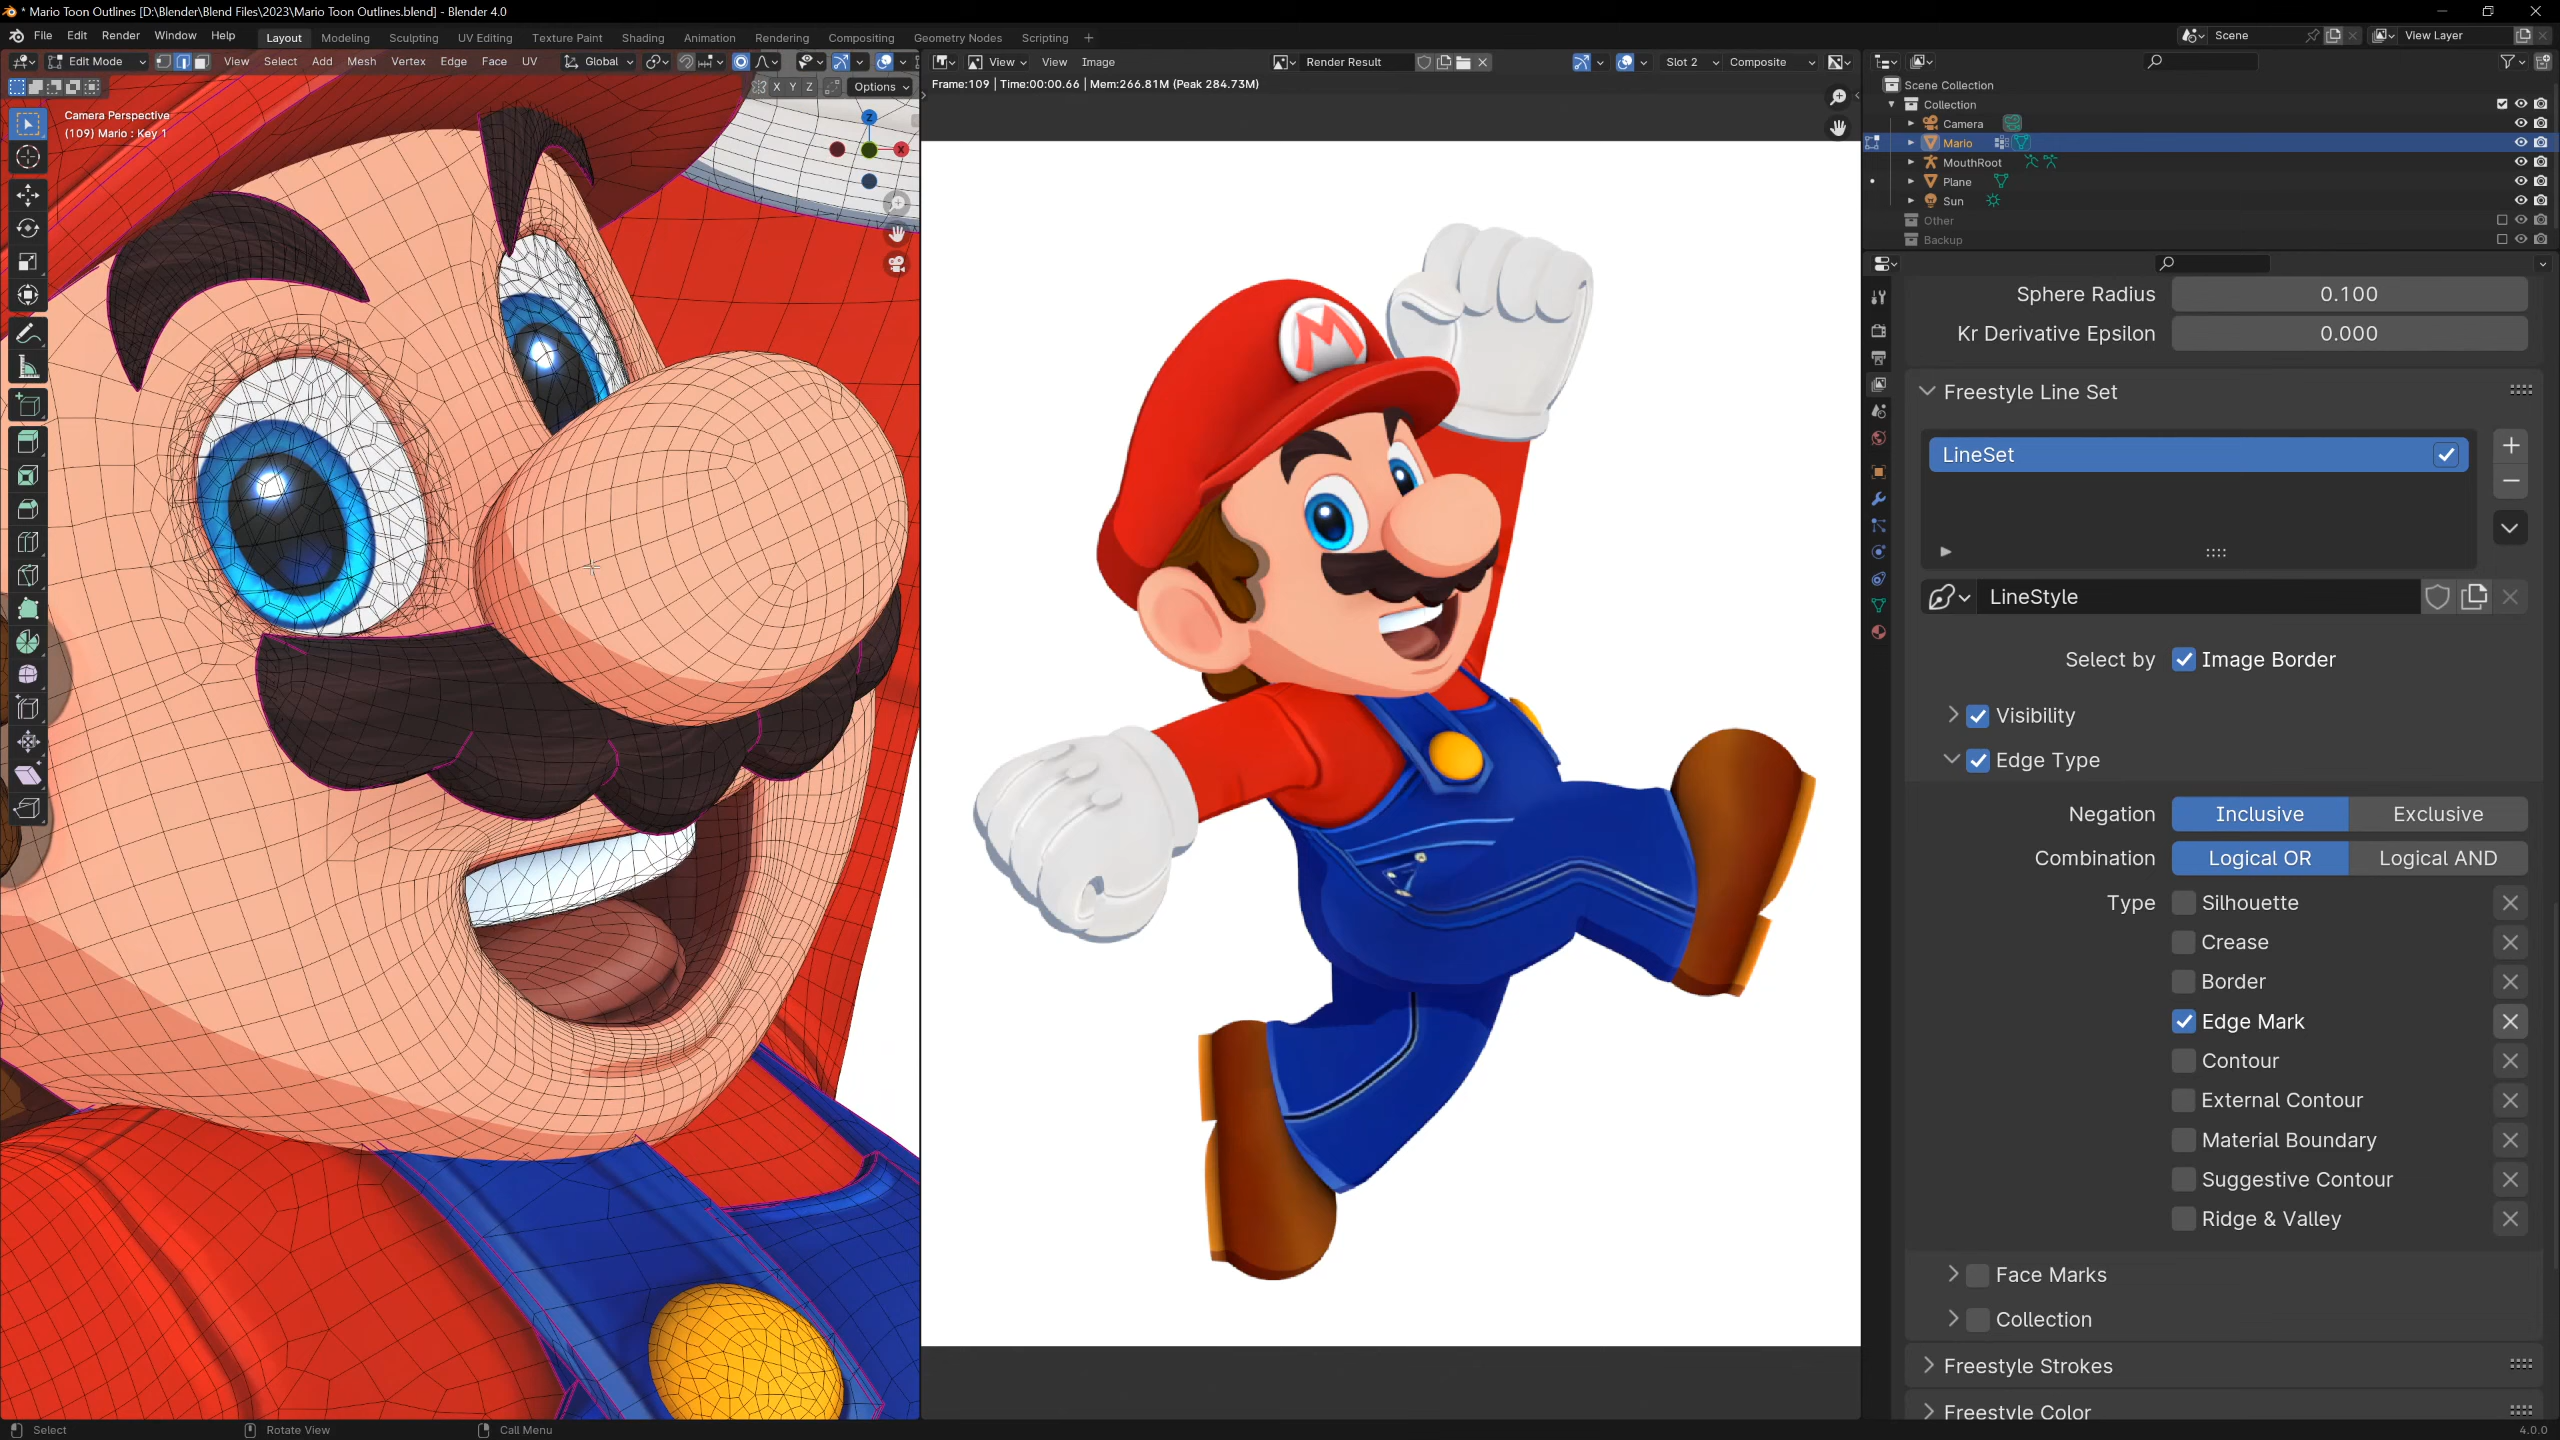 * Mario Toon Outlines [D:\Blender\Blend Files\2023\Mario Toon Outlines.blend] - Blender 4.0
File Edit Render Window Help Layout Modeling Sculpting UV Editing Texture Paint Shading Animation Rendering Compositing Geometry Nodes Scripting + Scene View Layer
Edit Mode View Select Add Mesh Vertex Edge Face UV Global View View Image Render Result Slot 2 Composite
X Y Z Options
Frame:109 | Time:00:00.66 | Mem:266.81M (Peak 284.73M)
Camera Perspective
(109) Mario : Key 1
Z
X
M
Scene Collection
Collection
Camera
Mario
MouthRoot
Plane
Sun
Other
Backup
Sphere Radius 0.100
Kr Derivative Epsilon 0.000
Freestyle Line Set
LineSet
LineStyle
Select by Image Border
Visibility
Edge Type
Negation Inclusive Exclusive
Combination Logical OR Logical AND
Type Silhouette
Crease
Border
Edge Mark
Contour
External Contour
Material Boundary
Suggestive Contour
Ridge & Valley
Face Marks
Collection
Freestyle Strokes
Freestyle Color
Select Rotate View Call Menu 4.0.0